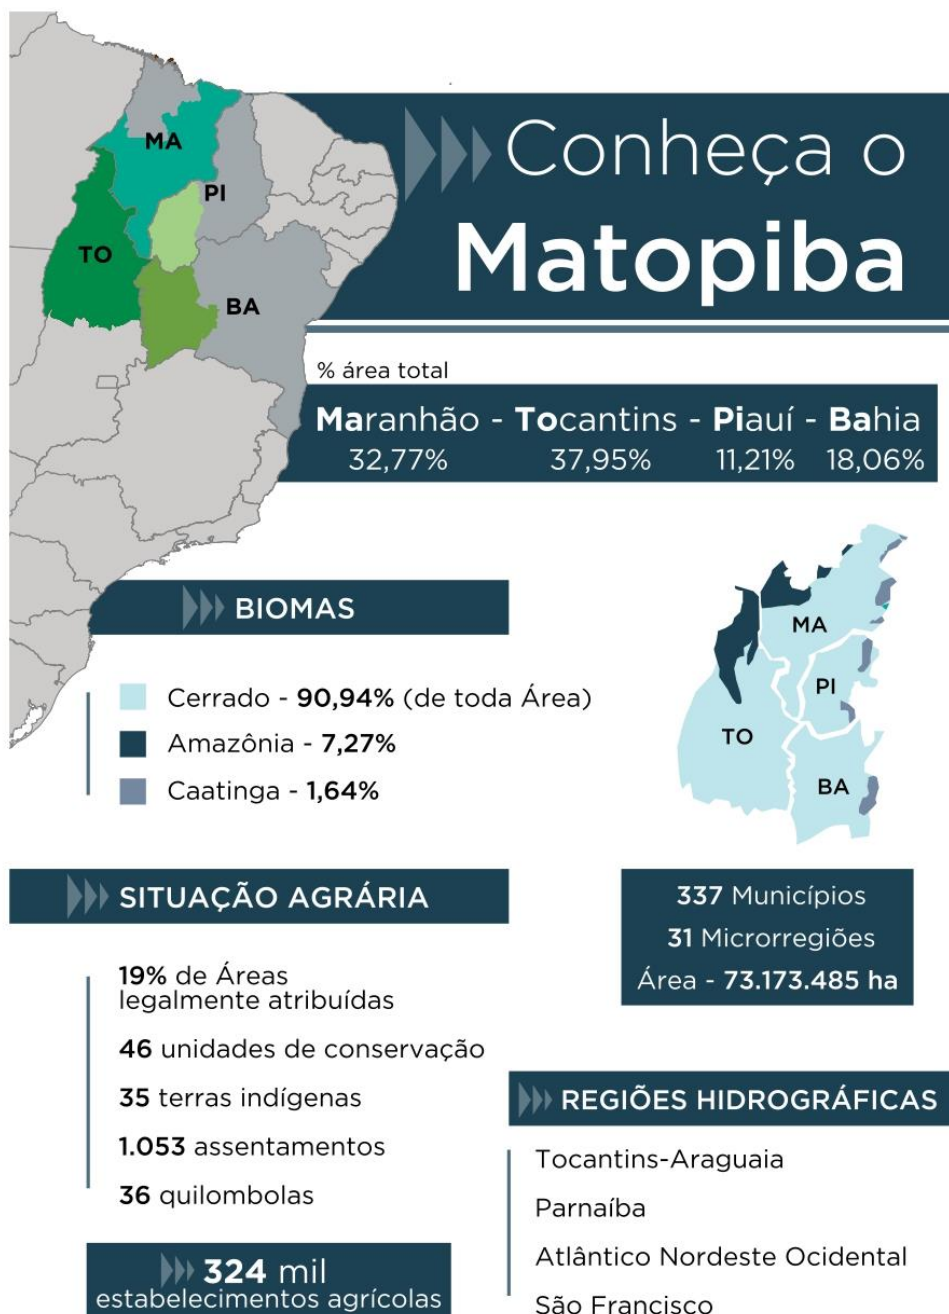 Conheça o
Matopiba
MA
PI
TO
BA
% área total
Maranhão - Tocantins - Piauí - Bahia
32,77% 37,95% 11,21% 18,06%
BIOMAS
Cerrado - 90,94% (de toda Área)
Amazônia - 7,27%
Caatinga - 1,64%
MA
PI
TO
BA
SITUAÇÃO AGRÁRIA
19% de Áreas
legalmente atribuídas
46 unidades de conservação
35 terras indígenas
1.053 assentamentos
36 quilombolas
324 mil
estabelecimentos agrícolas
337 Municípios
31 Microrregiões
Área - 73.173.485 ha
REGIÕES HIDROGRÁFICAS
Tocantins-Araguaia
Parnaíba
Atlântico Nordeste Ocidental
São Francisco